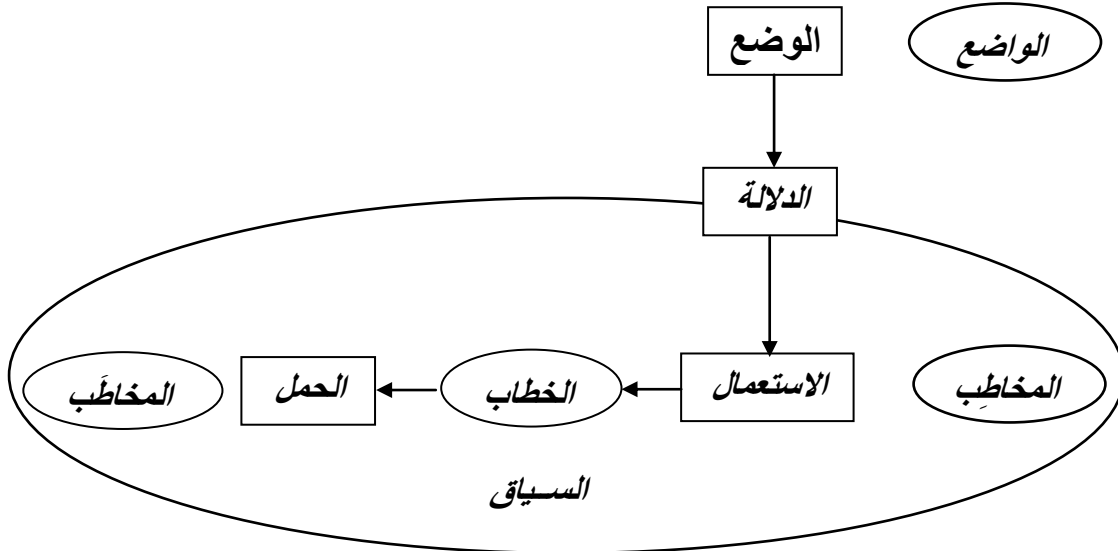 الواضع
الوضع
الدلالة
المخاطِب
الاستعمال
الخطاب
الحمل
المخاطَب
السياق